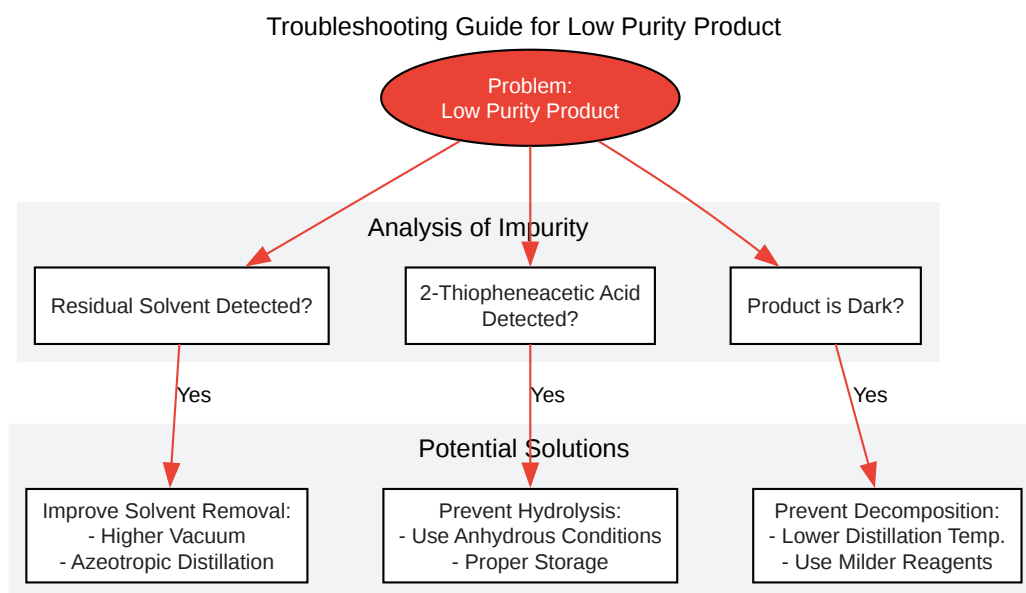 Troubleshooting Guide for Low Purity Product
Problem:
Low Purity Product
Analysis of Impurity
Residual Solvent Detected?
2-Thiopheneacetic Acid
Detected?
Product is Dark?
Yes
Yes
Yes
Potential Solutions
Improve Solvent Removal:
- Higher Vacuum
- Azeotropic Distillation
Prevent Hydrolysis:
- Use Anhydrous Conditions
- Proper Storage
Prevent Decomposition:
- Lower Distillation Temp.
- Use Milder Reagents